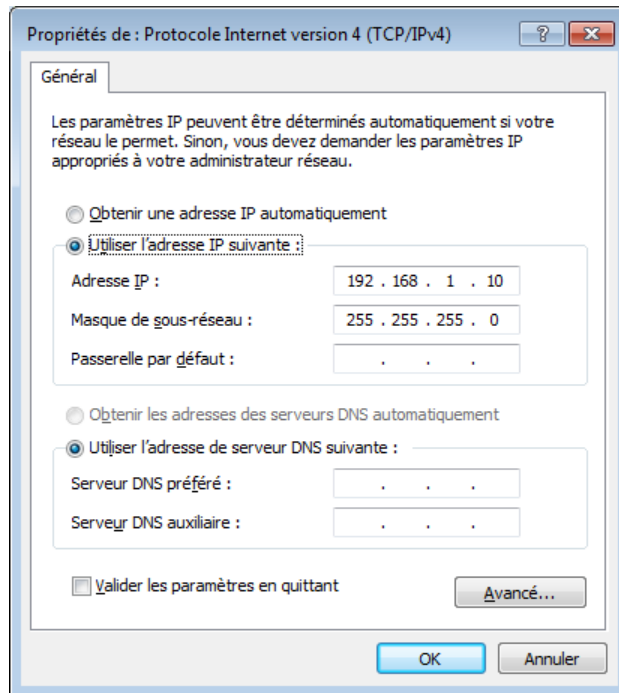 Propriétés de : Protocole Internet version 4 (TCP/IPv4)
Général
Les paramètres IP peuvent être déterminés automatiquement si votre
réseau le permet. Sinon, vous devez demander les paramètres IP
appropriés à votre administrateur réseau.
Obtenir une adresse IP automatiquement
Utiliser l'adresse IP suivante :
Adresse IP : 192 . 168 . 1 . 10
Masque de sous-réseau : 255 . 255 . 255 . 0
Passerelle par défaut : . . .
Obtenir les adresses des serveurs DNS automatiquement
Utiliser l'adresse de serveur DNS suivante :
Serveur DNS préféré : . . .
Serveur DNS auxiliaire : . . .
Valider les paramètres en quittant
Avancé...
OK Annuler